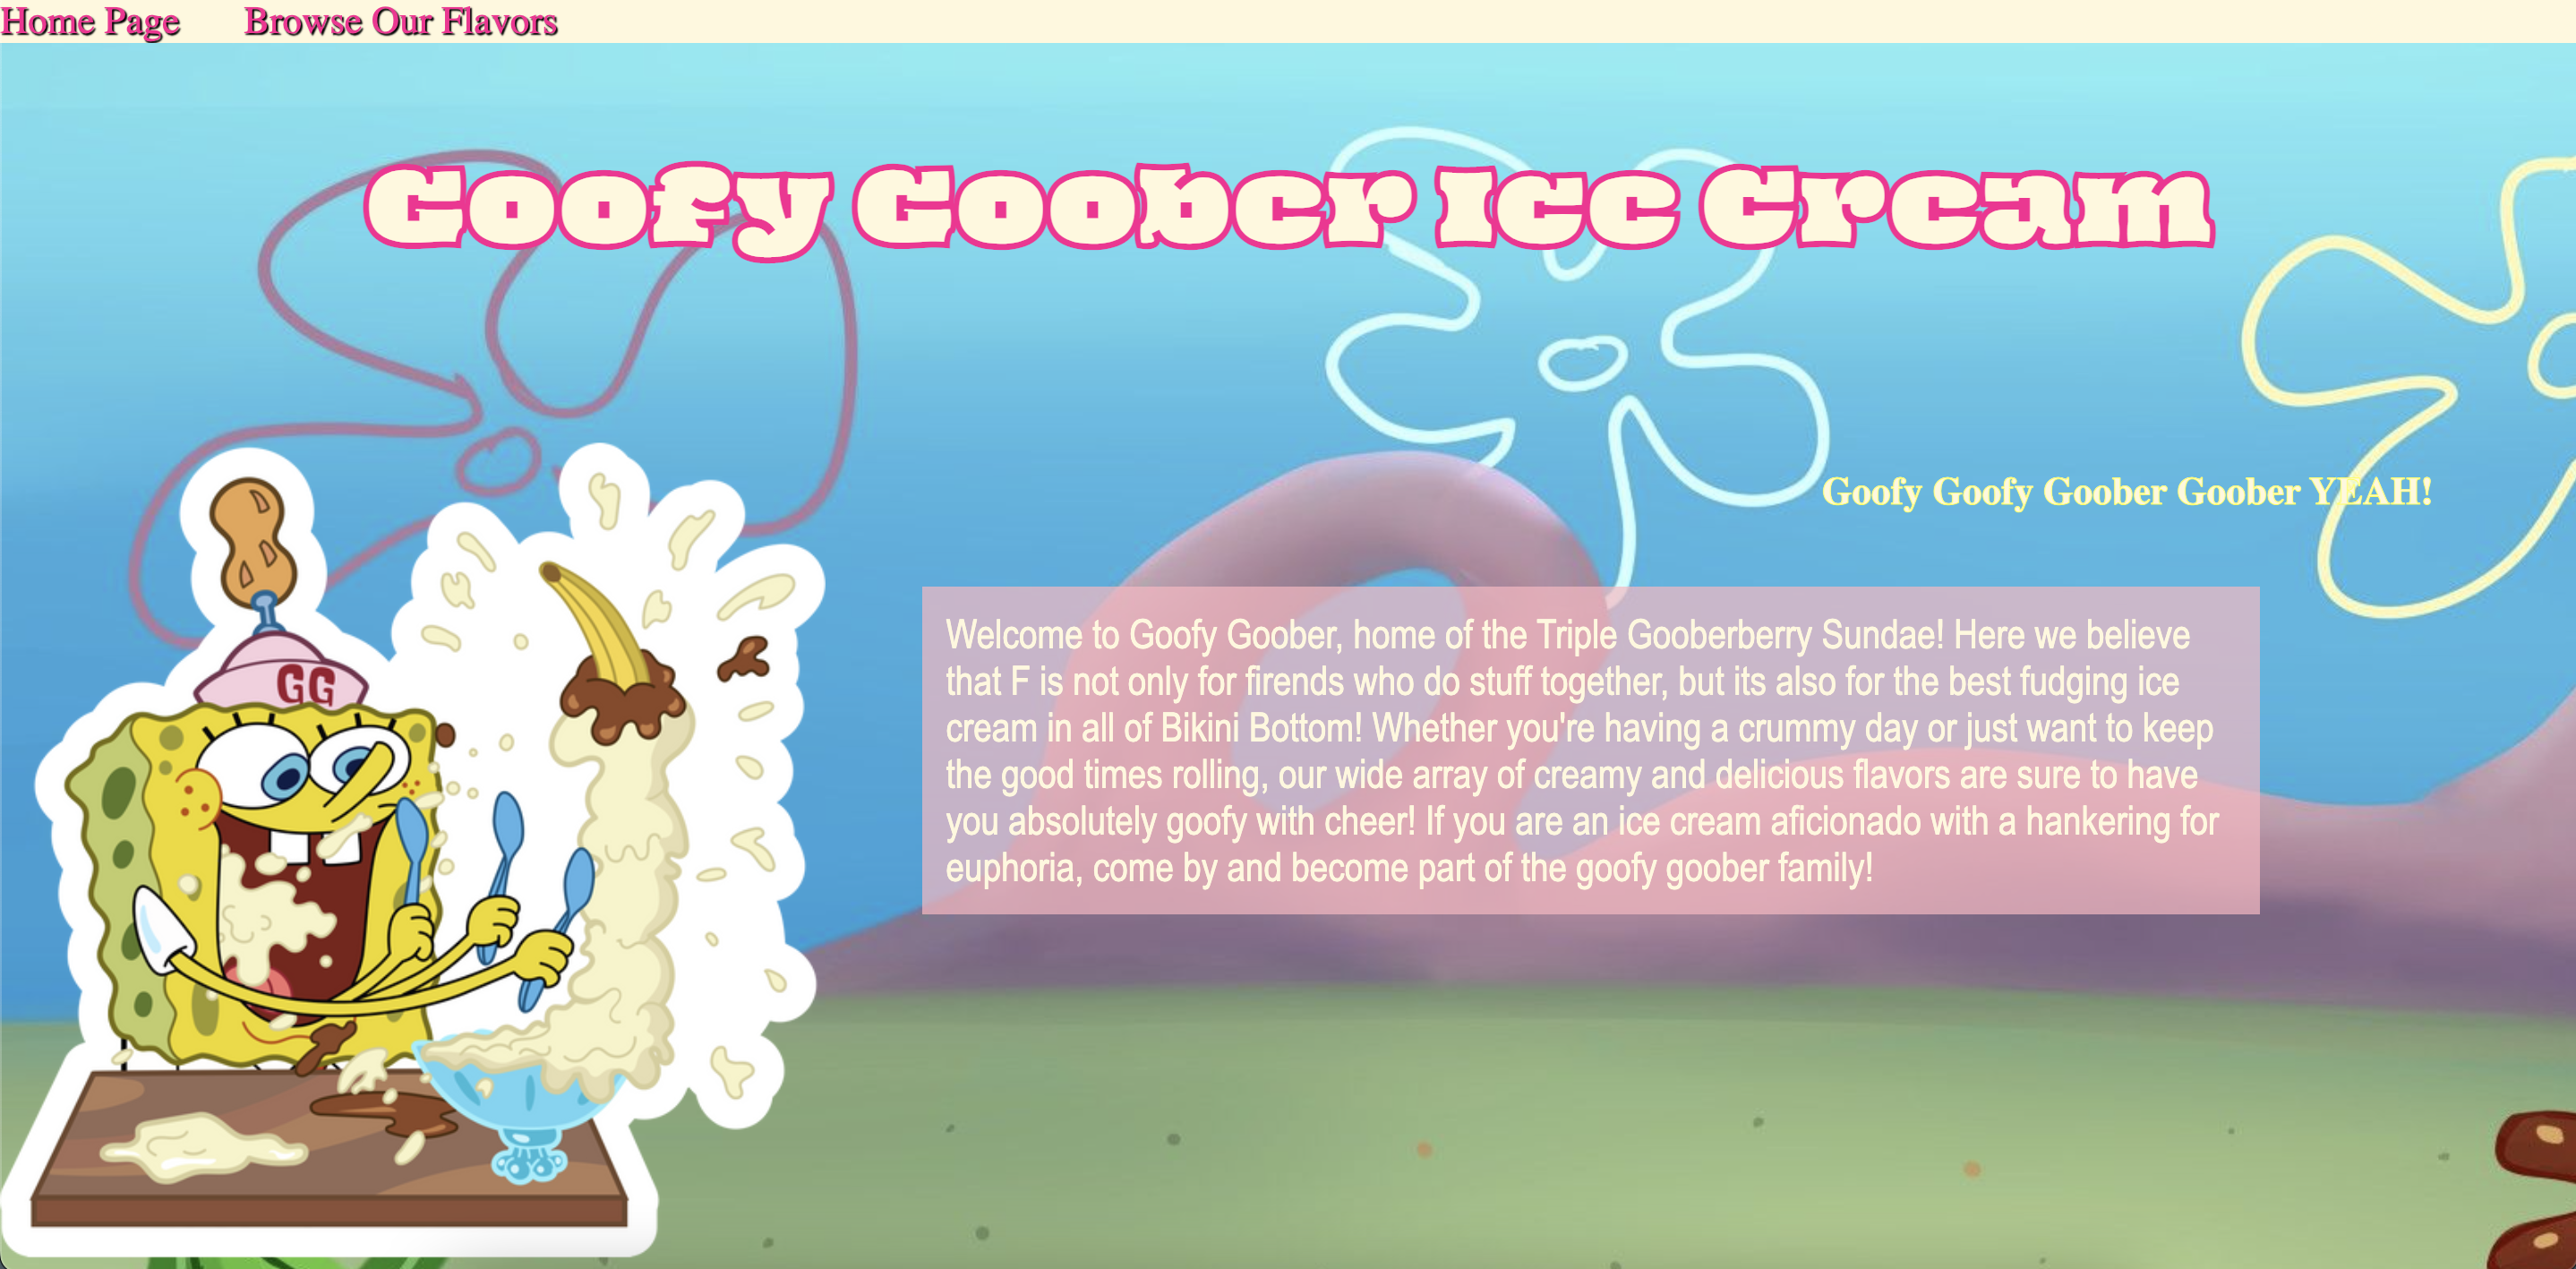 Home Page Browse Our Flavors
Goofy Goober Ice Cream
Goofy Goofy Goober Goober YEAH!
GG
Welcome to Goofy Goober, home of the Triple Gooberberry Sundae! Here we believe
that F is not only for firends who do stuff together, but its also for the best fudging ice
cream in all of Bikini Bottom! Whether you're having a crummy day or just want to keep
the good times rolling, our wide array of creamy and delicious flavors are sure to have
you absolutely goofy with cheer! If you are an ice cream aficionado with a hankering for
euphoria, come by and become part of the goofy goober family!